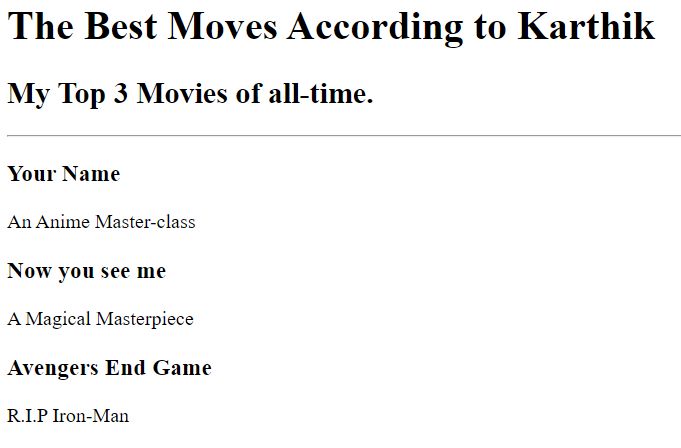 The Best Moves According to Karthik
My Top 3 Movies of all-time.
Your Name
An Anime Master-class
Now you see me
A Magical Masterpiece
Avengers End Game
R.I.P Iron-Man